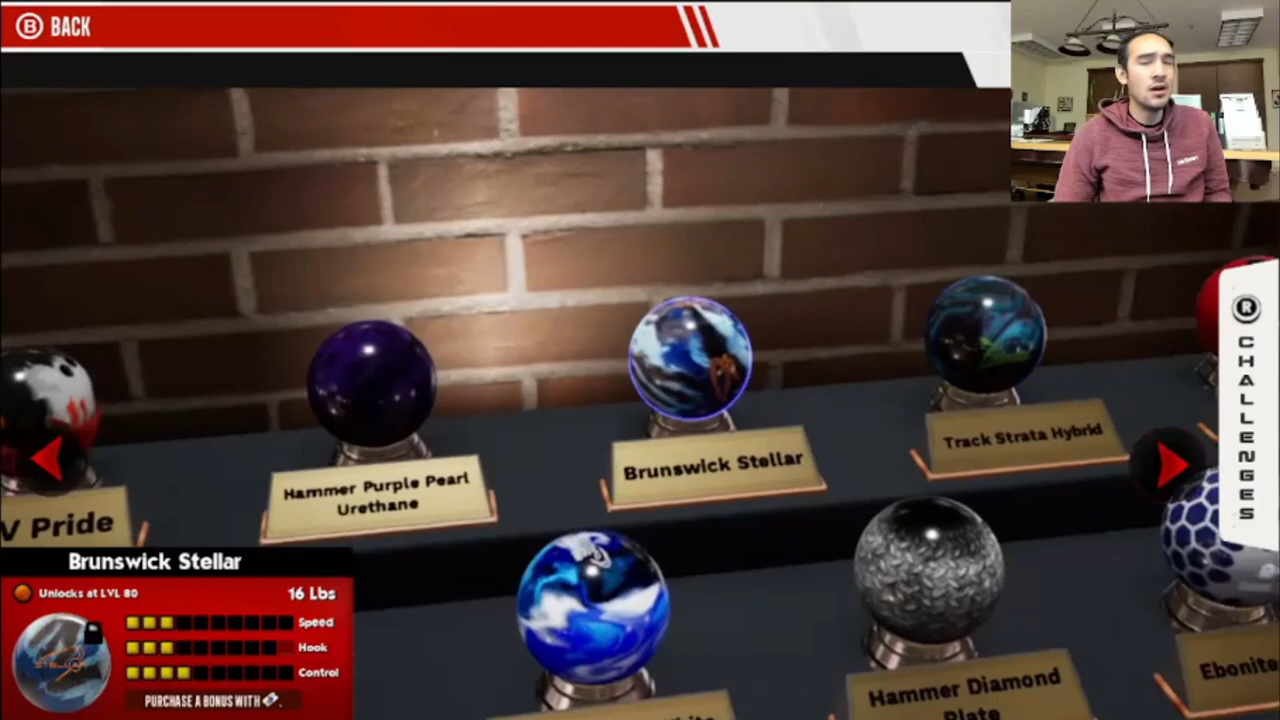 B BACK
R
CHALLENGES
Track Strata Hybrid
Brunswick Stellar
Hammer Purple Pearl
Urethane
V Pride
Brunswick Stellar
Unlocks at LVL 80
16 Lbs
Speed
Hook
Control
PURCHASE A BONUS WITH .
Hammer Diamond
Plate
Ebonite